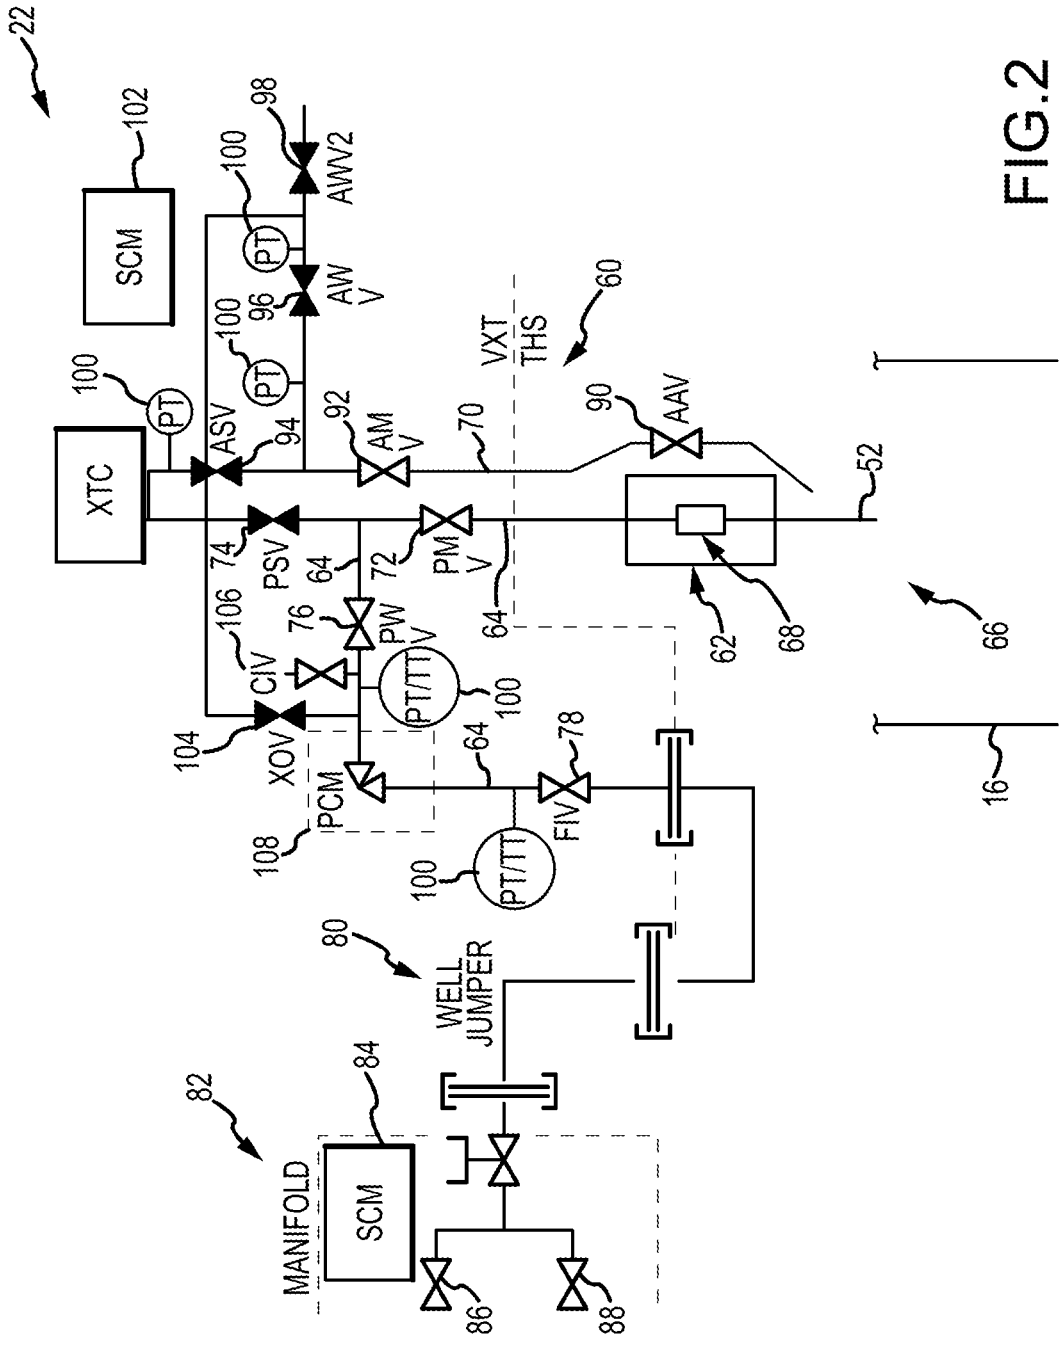 22
XTC
100
PT
SCM
102
MANIFOLD
82
104
XOV
CIV
106
74
PSV
ASV
94
100
PT
96
100
PT
98
108
PCM
76
64
92
AWV2
AW
V
SCM
84
80
PW
V
72
AM
V
PT/TT
100
WELL
JUMPER
PM
V
70
86
100
PT/TT
64
64
VXT
THS
60
FIV
78
88
90
AAV
62
68
52
16
66
FIG.2